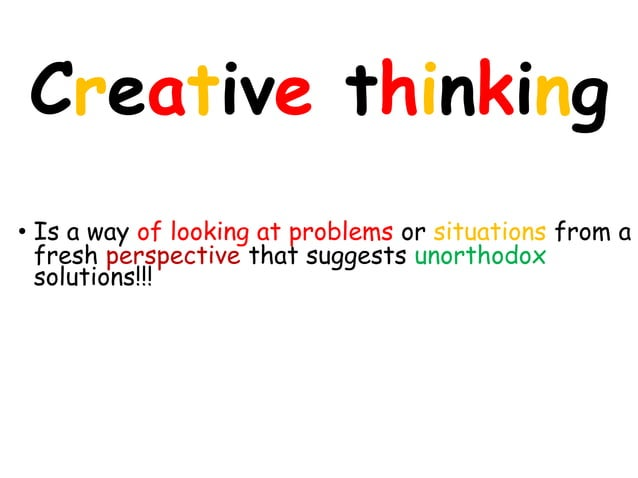 Creative thinking
• Is a way of looking at problems or situations from a
fresh perspective that suggests unorthodox
solutions!!!